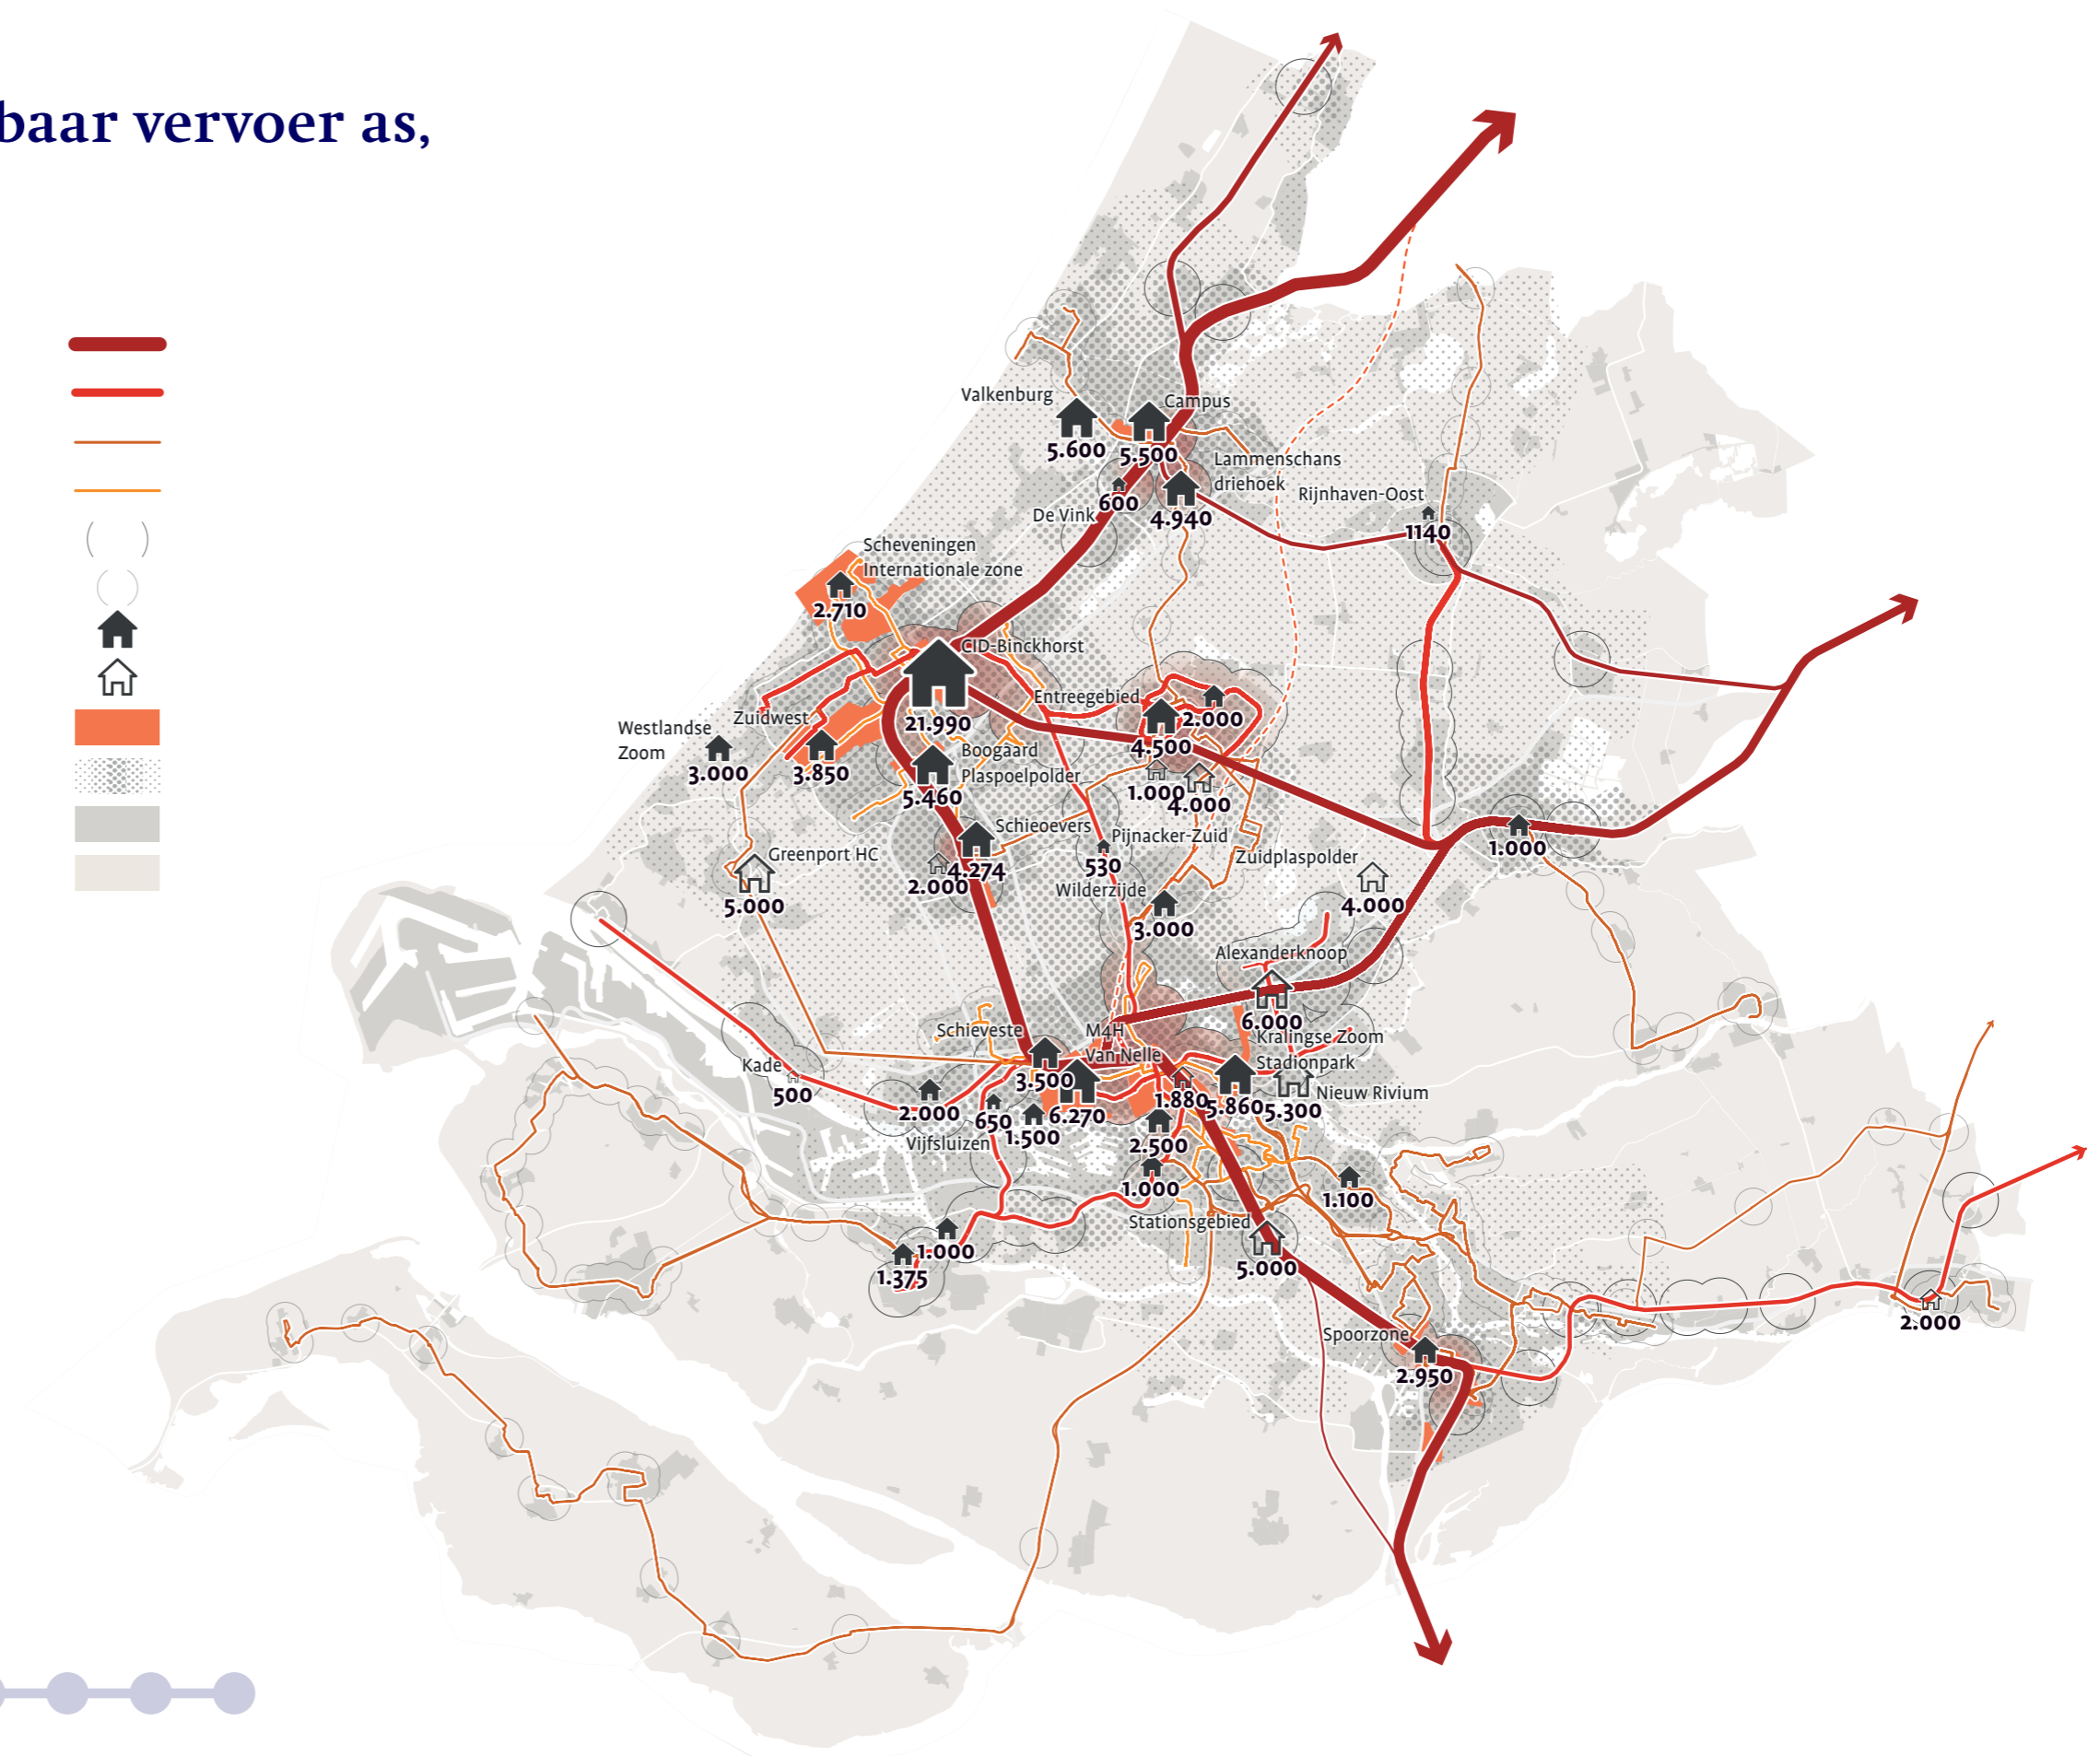 baar vervoer as,
Valkenburg
5.600
Campus
5.500
Lammenschans
driehoek
4.940
De Vink
600
Rijnhaven-Oost
1140
Scheveningen
Internationale zone
2.710
CID-Binckhorst
21.990
Entreegebied
2.000
4.500
Westlandse
Zoom
3.000
Zuidwest
3.850
Boogaard
Plaspoelpolder
5.460
1.000
4.000
Schieoevers
4.274
2.000
Pijnacker-Zuid
530
Greenport HC
5.000
Zuidplaspolder
4.000
1.000
Wilderzijde
3.000
Alexanderknoop
6.000
Schieveste
3.500
M4H
Van Nelle
6.270
Kralingse Zoom
Stadionpark
1.880
5.860
5.300
Nieuw Rivium
Kade
500
2.000
650
1.500
Vijfsluizen
2.500
1.000
1.100
Stationsgebied
5.000
1.000
1.375
Spoorzone
2.950
2.000